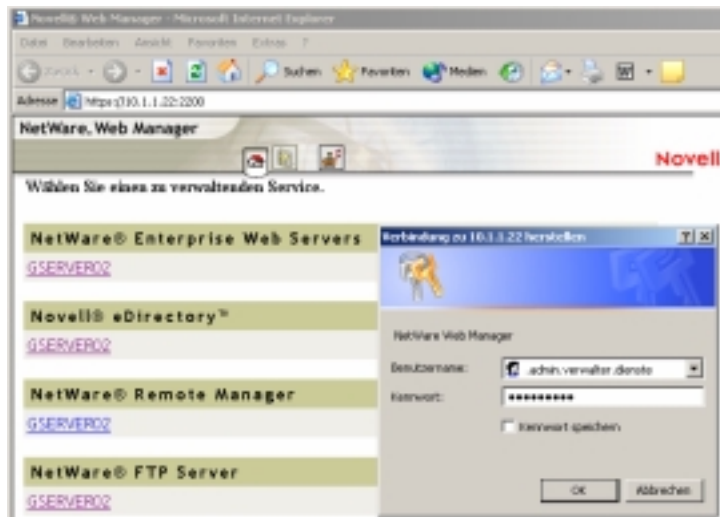 Novell® Web Manager - Microsoft Internet Explorer
Datei Bearbeiten Ansicht Favoriten Extras ?
Zurück Suchen Favoriten Medien
Adresse https://10.1.1.22:2200
NetWare, Web Manager
Novell
Wählen Sie einen zu verwaltenden Service.
NetWare® Enterprise Web Servers
GSERVER02
Novell® eDirectory™
GSERVER02
NetWare® Remote Manager
GSERVER02
NetWare® FTP Server
GSERVER02
Verbindung zu 10.1.1.22 herstellen
NetWare Web Manager
Benutzername: .admin.verwalter.dienste
Kennwort: •••••••••
Kennwort speichern
OK Abbrechen